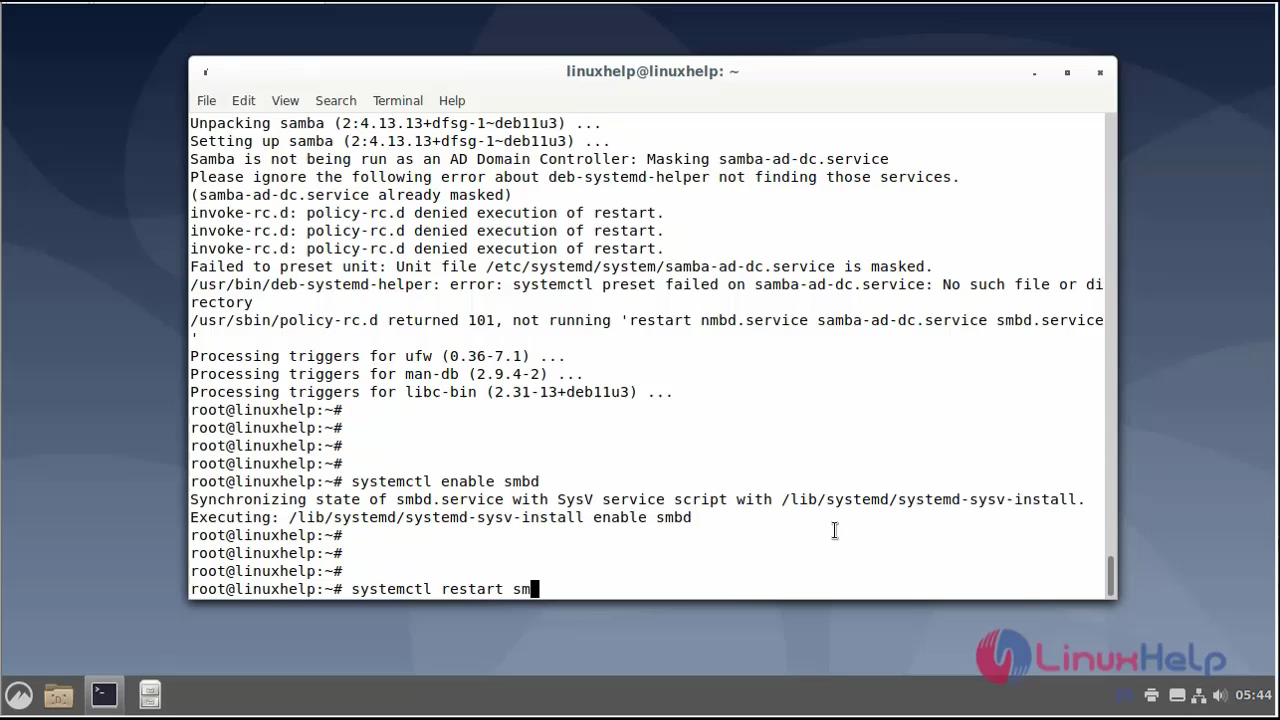 linuxhelp@linuxhelp: ~
File Edit View Search Terminal Help
Unpacking samba (2:4.13.13+dfsg-1~deb11u3) ...
Setting up samba (2:4.13.13+dfsg-1~deb11u3) ...
Samba is not being run as an AD Domain Controller: Masking samba-ad-dc.service
Please ignore the following error about deb-systemd-helper not finding those services.
(samba-ad-dc.service already masked)
invoke-rc.d: policy-rc.d denied execution of restart.
invoke-rc.d: policy-rc.d denied execution of restart.
invoke-rc.d: policy-rc.d denied execution of restart.
Failed to preset unit: Unit file /etc/systemd/system/samba-ad-dc.service is masked.
/usr/bin/deb-systemd-helper: error: systemctl preset failed on samba-ad-dc.service: No such file or di
rectory
/usr/sbin/policy-rc.d returned 101, not running 'restart nmbd.service samba-ad-dc.service smbd.service
'
Processing triggers for ufw (0.36-7.1) ...
Processing triggers for man-db (2.9.4-2) ...
Processing triggers for libc-bin (2.31-13+deb11u3) ...
root@linuxhelp:~#
root@linuxhelp:~#
root@linuxhelp:~#
root@linuxhelp:~#
root@linuxhelp:~# systemctl enable smbd
Synchronizing state of smbd.service with SysV service script with /lib/systemd/systemd-sysv-install.
Executing: /lib/systemd/systemd-sysv-install enable smbd
root@linuxhelp:~#
root@linuxhelp:~#
root@linuxhelp:~#
root@linuxhelp:~# systemctl restart sm
LinuxHelp
05:44